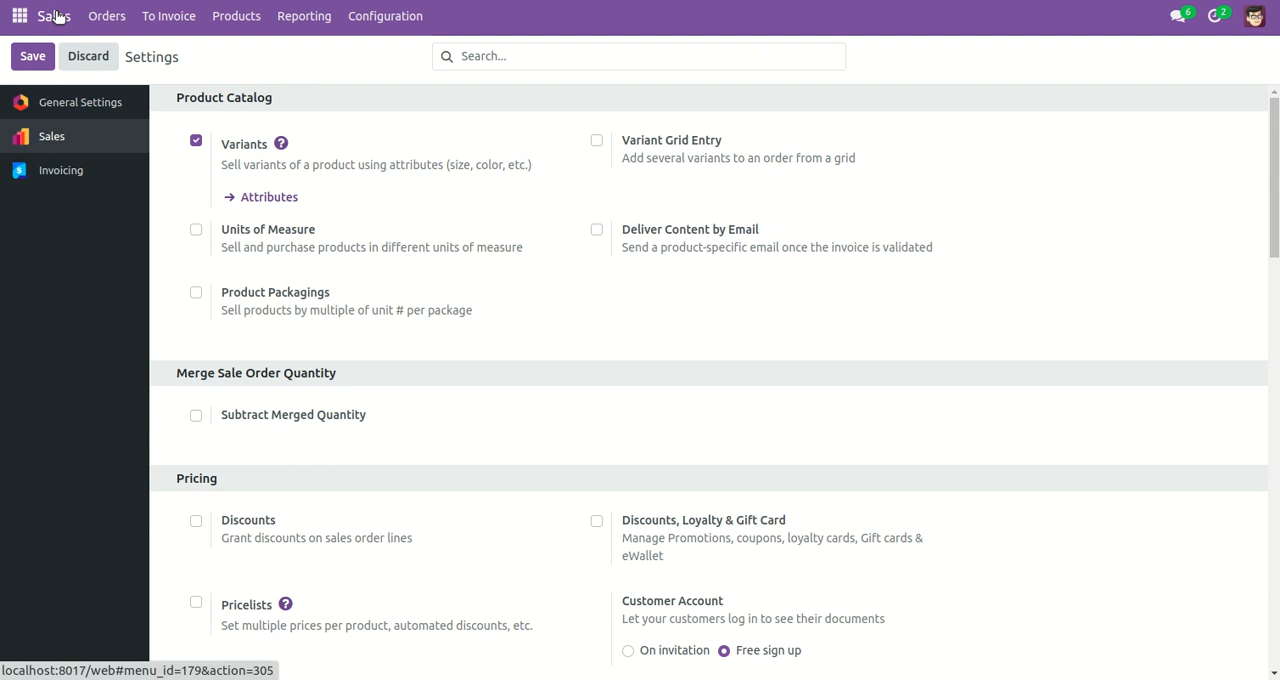 Sales Orders To Invoice Products Reporting Configuration 6 2
Save Discard Settings Search...
General Settings
Sales
Invoicing
Product Catalog
Variants ?
Sell variants of a product using attributes (size, color, etc.)
→ Attributes
Variant Grid Entry
Add several variants to an order from a grid
Units of Measure
Sell and purchase products in different units of measure
Deliver Content by Email
Send a product-specific email once the invoice is validated
Product Packagings
Sell products by multiple of unit # per package
Merge Sale Order Quantity
Subtract Merged Quantity
Pricing
Discounts
Grant discounts on sales order lines
Discounts, Loyalty & Gift Card
Manage Promotions, coupons, loyalty cards, Gift cards &
eWallet
Pricelists ?
Set multiple prices per product, automated discounts, etc.
Customer Account
Let your customers log in to see their documents
On invitation Free sign up
localhost:8017/web#menu_id=179&action=305